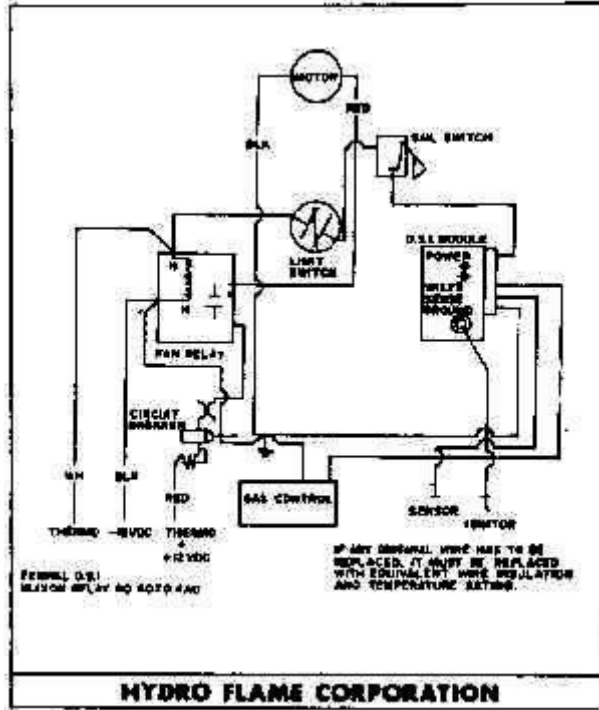 MOTOR
RED
BLK
SAIL SWITCH
D.S.I. MODULE
POWER
VALVE
SENSE
GROUND
LIMIT
SWITCH
H
H
FAN RELAY
CIRCUIT
BREAKER
WH
BLK
RED
GAS CONTROL
SENSOR
IGNITOR
THERMO
-12VDC
THERMO
+
+12VDC
IF ANY ORIGINAL WIRE HAS TO BE
REPLACED, IT MUST BE REPLACED
WITH EQUIVALENT WIRE INSULATION
AND TEMPERATURE RATING.
D.S.I
RELAY
HYDRO FLAME CORPORATION